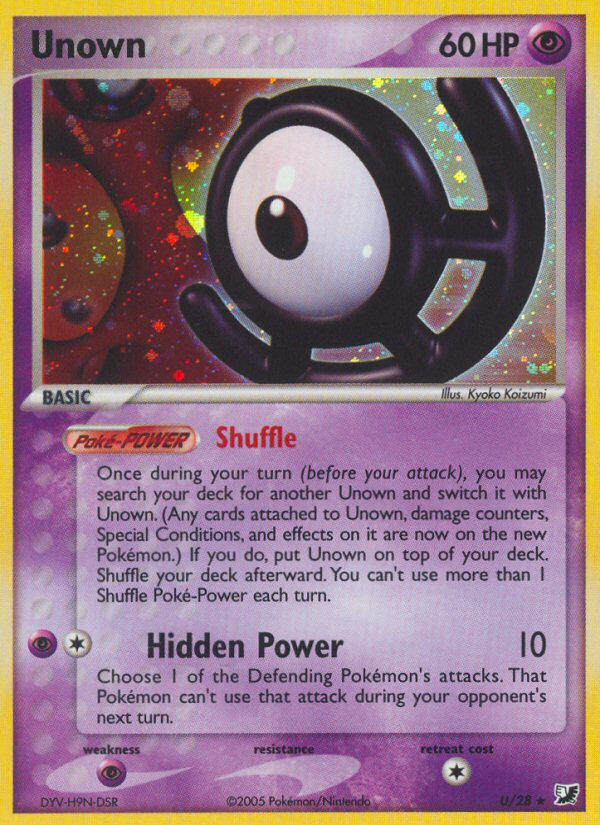 Unown
60 HP
BASIC
Illus. Kyoko Koizumi
Poké-POWER Shuffle
Once during your turn (before your attack), you may
search your deck for another Unown and switch it with
Unown. (Any cards attached to Unown, damage counters,
Special Conditions, and effects on it are now on the new
Pokémon.) If you do, put Unown on top of your deck.
Shuffle your deck afterward. You can't use more than 1
Shuffle Poké-Power each turn.
Hidden Power 10
Choose 1 of the Defending Pokémon's attacks. That
Pokémon can't use that attack during your opponent's
next turn.
weakness resistance retreat cost
DYV-H9N-DSR ©2005 Pokémon/Nintendo U/28 ★